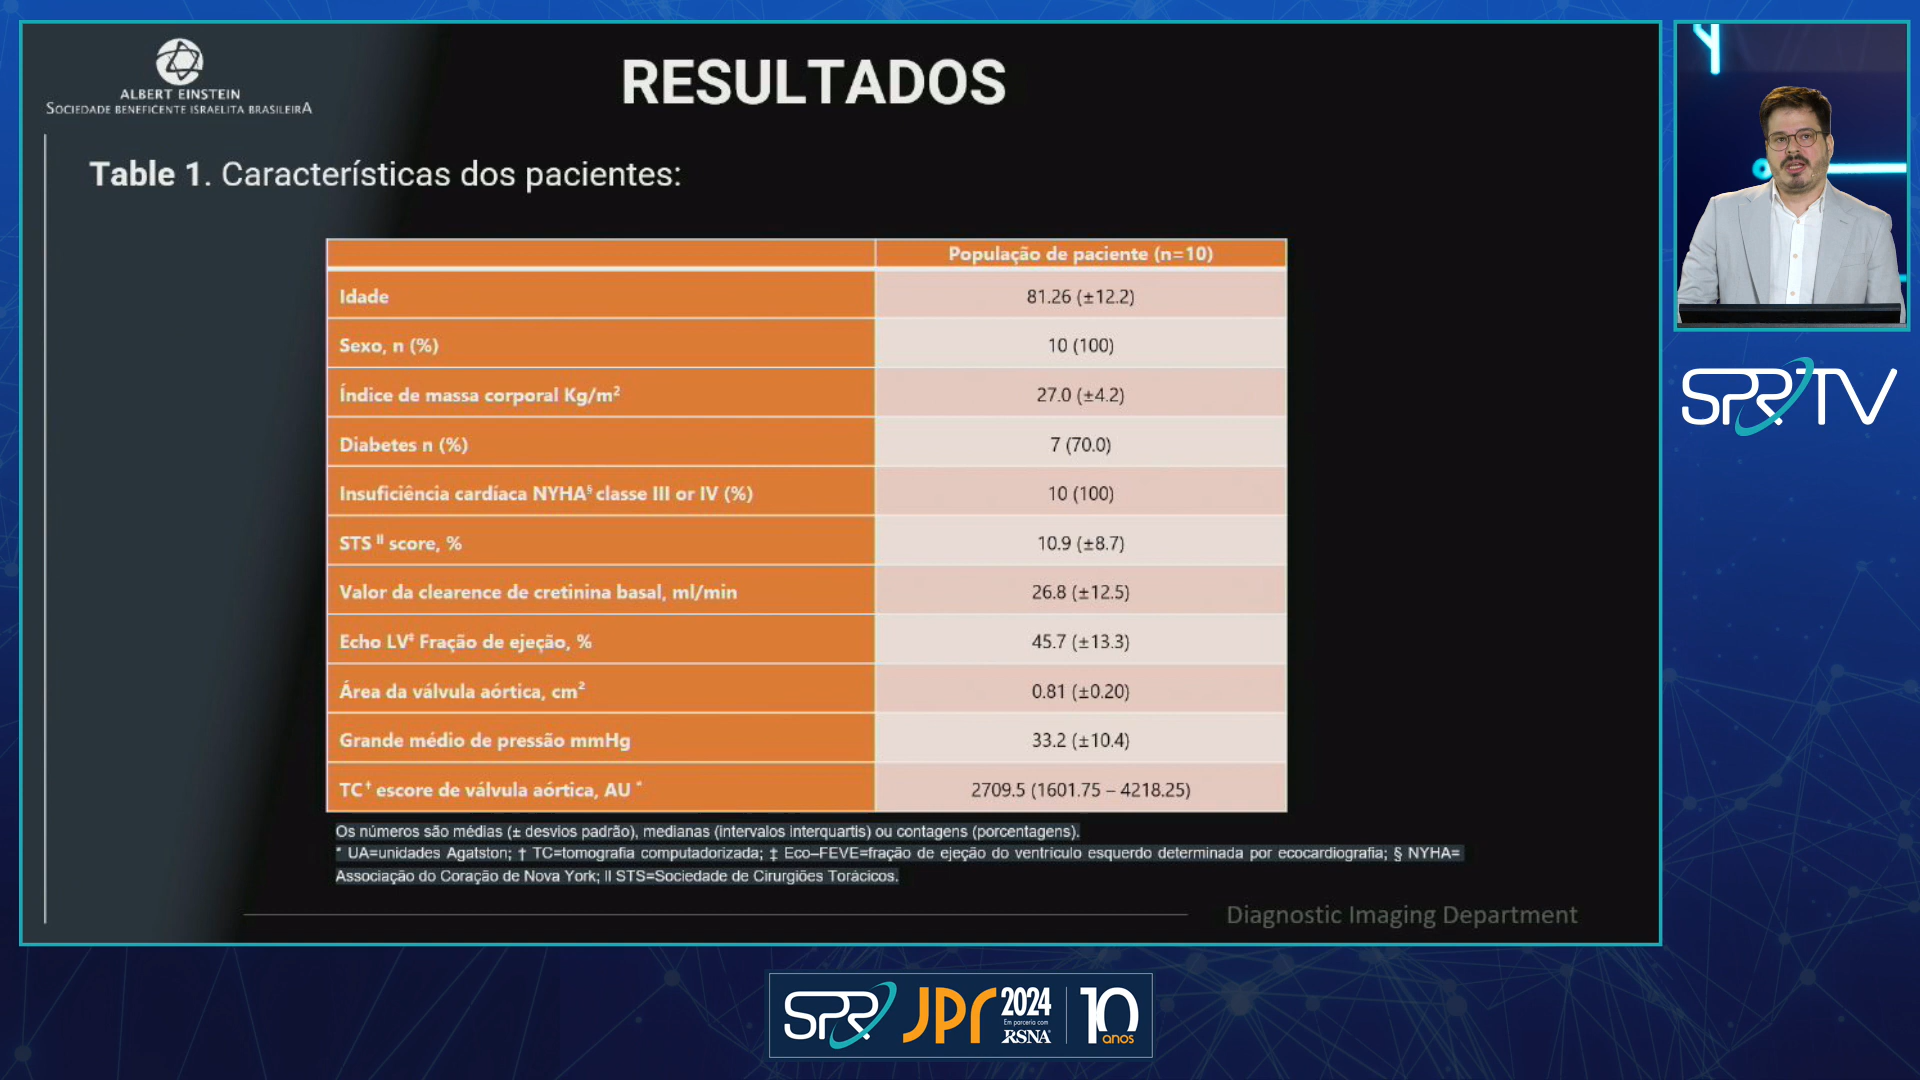 ALBERT EINSTEIN
SOCIEDADE BENEFICENTE ISRAELITA BRASILEIRA
RESULTADOS
Table 1. Características dos pacientes:
População de paciente (n=10)
Idade 81.26 (±12.2)
Sexo, n (%) 10 (100)
Índice de massa corporal Kg/m² 27.0 (±4.2)
Diabetes n (%) 7 (70.0)
Insuficiência cardíaca NYHA§ classe III or IV (%) 10 (100)
STS ǁ score, % 10.9 (±8.7)
Valor da clearence de cretinina basal, ml/min 26.8 (±12.5)
Echo LV‡ Fração de ejeção, % 45.7 (±13.3)
Área da válvula aórtica, cm² 0.81 (±0.20)
Grande médio de pressão mmHg 33.2 (±10.4)
TC† escore de válvula aórtica, AU * 2709.5 (1601.75 – 4218.25)
Os números são médias (± desvios padrão), medianas (intervalos interquartis) ou contagens (porcentagens).
* UA=unidades Agatston; † TC=tomografia computadorizada; ‡ Eco–FEVE=fração de ejeção do ventrículo esquerdo determinada por ecocardiografia; § NYHA=
Associação do Coração de Nova York; ǁ STS=Sociedade de Cirurgiões Torácicos.
Diagnostic Imaging Department
SPR TV
SPR JPR 2024 Em parceria com RSNA 10 anos